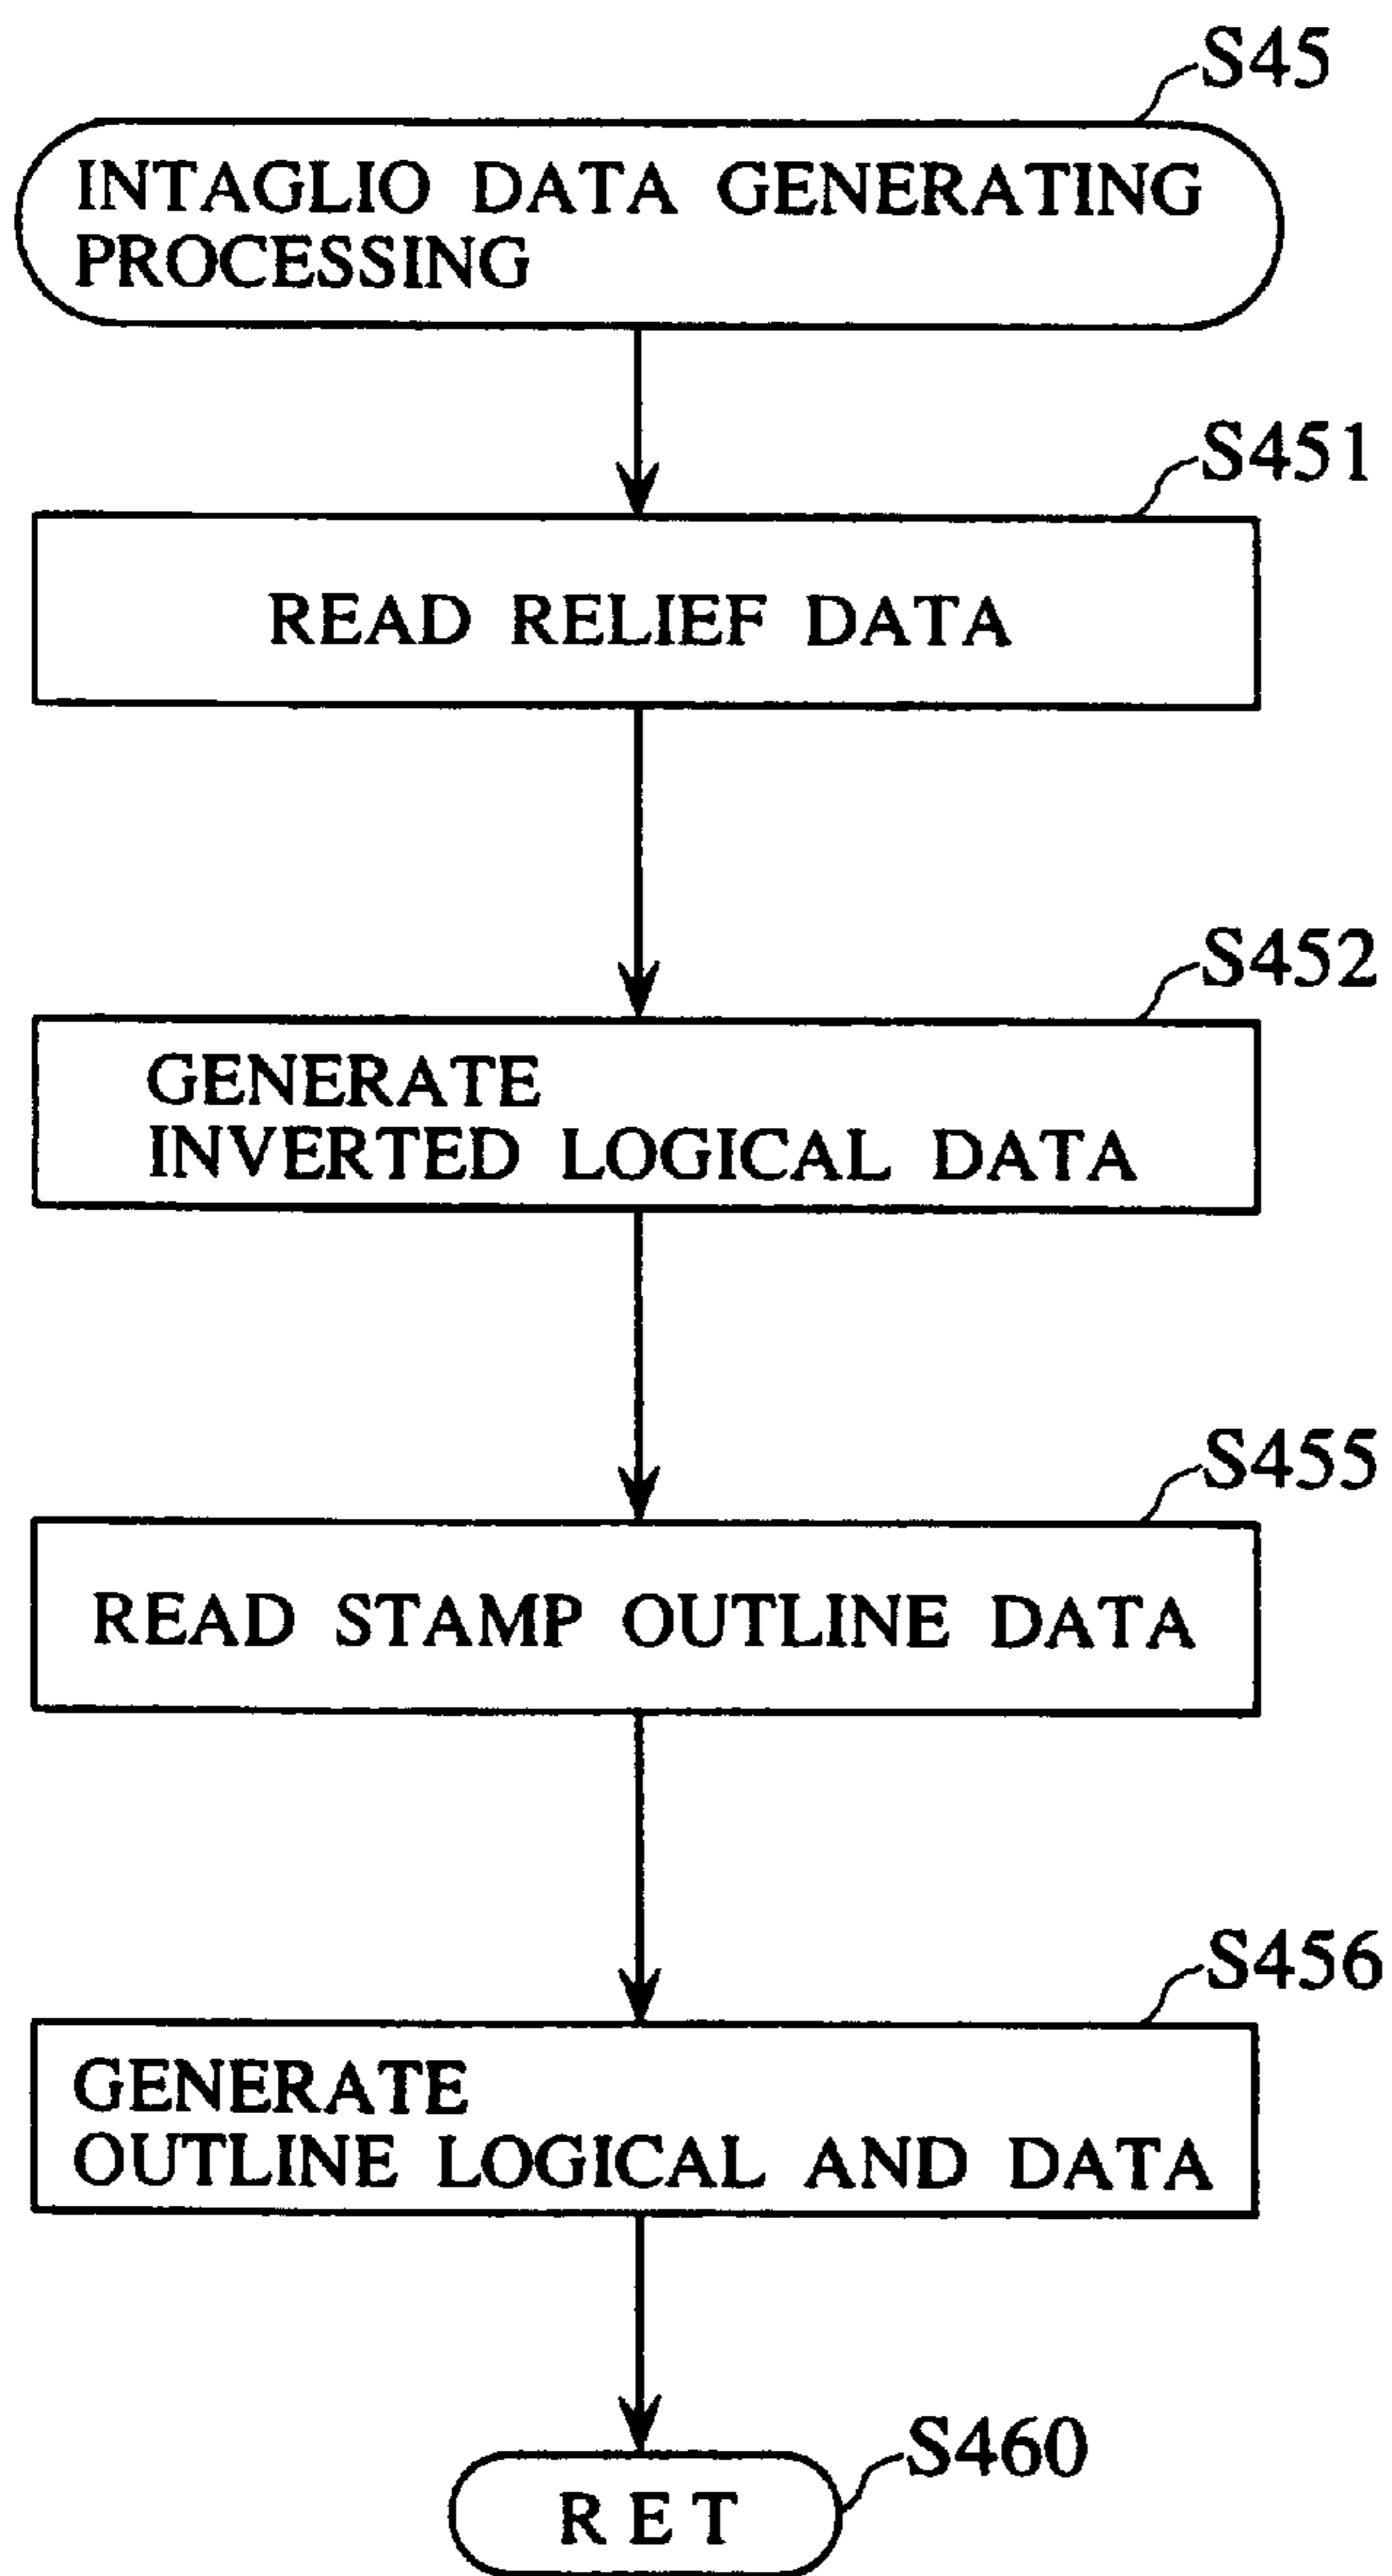 S45
INTAGLIO DATA GENERATING
PROCESSING
S451
READ RELIEF DATA
S452
GENERATE
INVERTED LOGICAL DATA
S455
READ STAMP OUTLINE DATA
S456
GENERATE
OUTLINE LOGICAL AND DATA
S460
RET